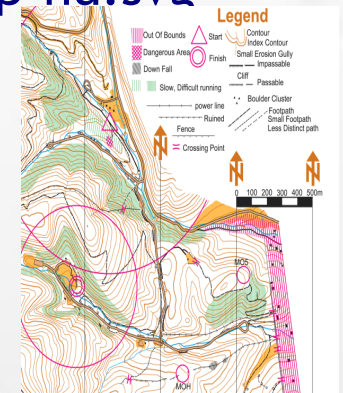 Legend
Out Of Bounds
Start
Contour
Index Contour
Dangerous Area
Finish
Small Erosion Gully
Impassable
Down Fall
Cliff
Passable
Slow, Difficult running
Boulder Cluster
power line
Footpath
Small Footpath
Less Distinct path
Ruined
Fence
Crossing Point
N
N
N
0 100 200 300 400 500m
MO5
MOH